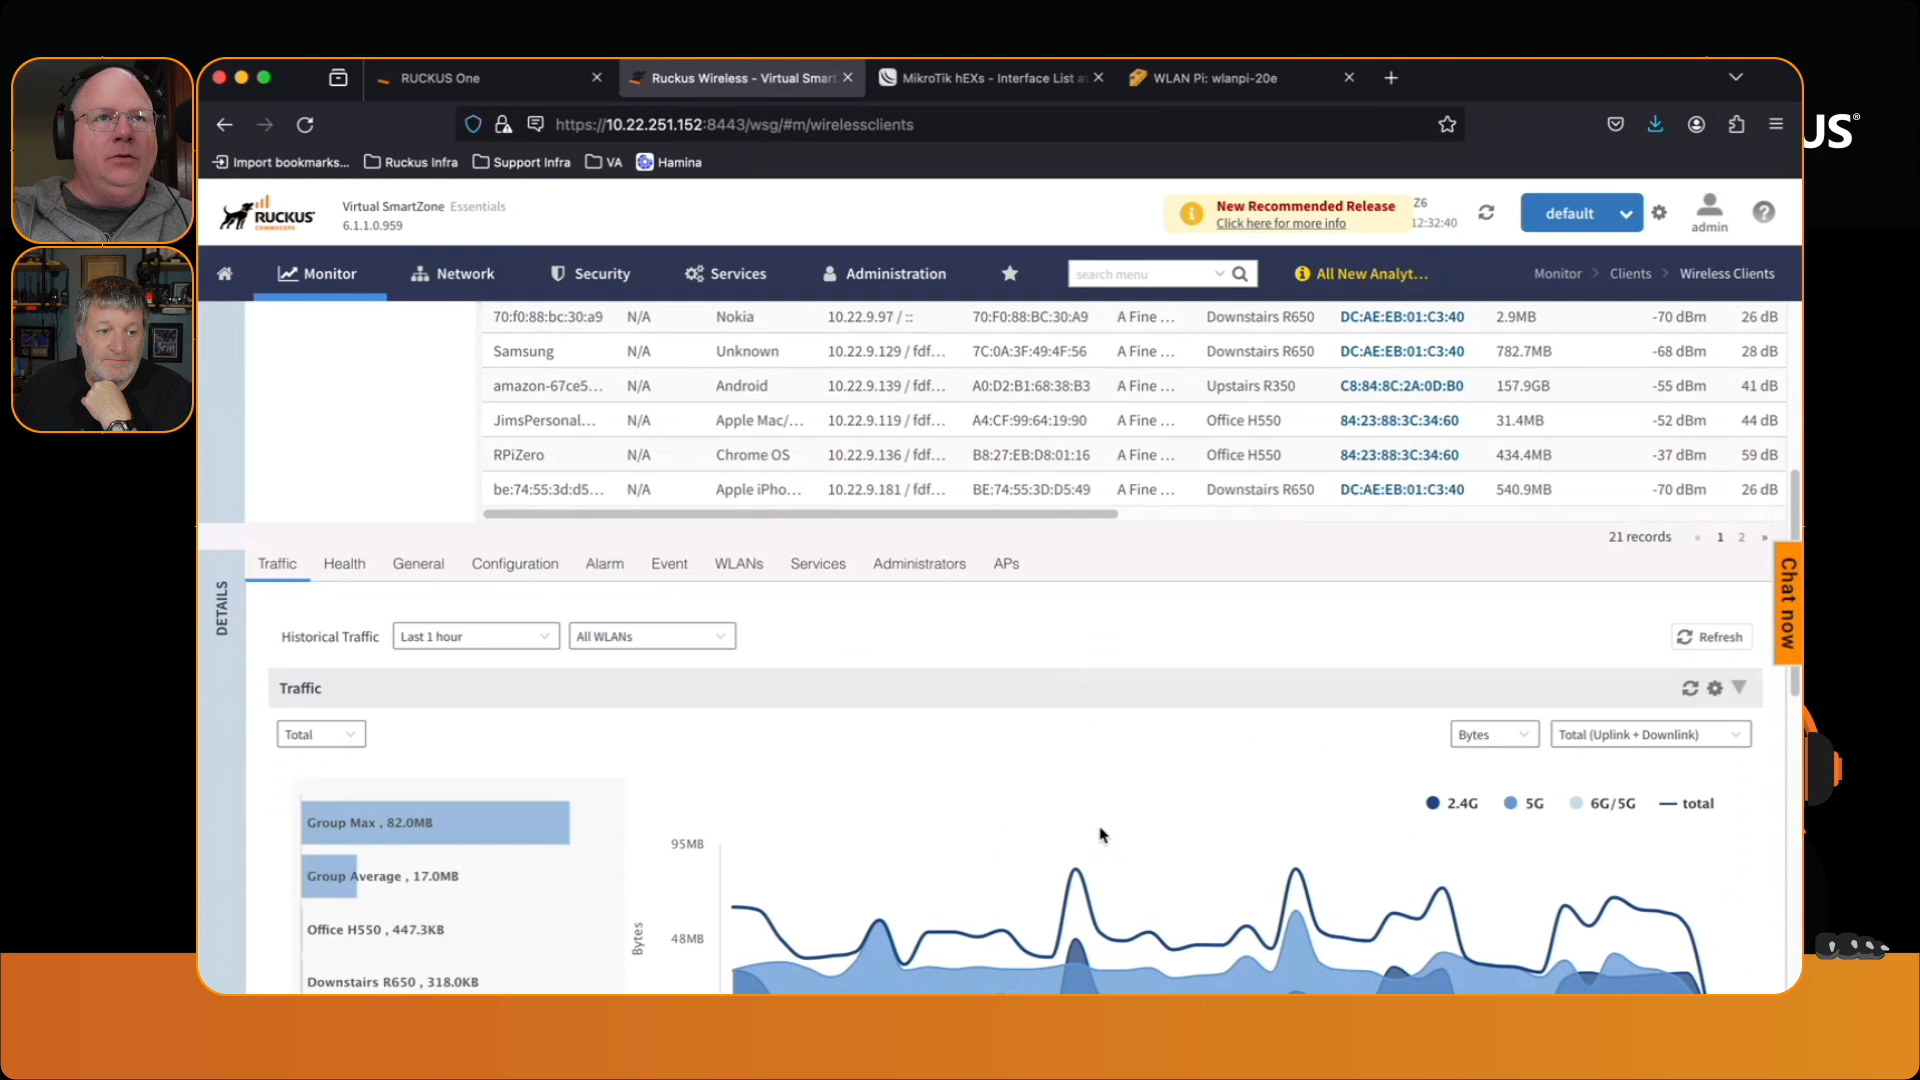 RUCKUS One
Ruckus Wireless - Virtual Smar
MikroTik hEXs - Interface List a
WLAN Pi: wlanpi-20e
https://10.22.251.152:8443/wsg/#m/wirelessclients
US®
Import bookmarks...
Ruckus Infra
Support Infra
VA
Hamina
RUCKUS
COMMSCOPE
Virtual SmartZone Essentials
6.1.1.0.959
New Recommended Release
Click here for more info
Z6
12:32:40
default
admin
Monitor
Network
Security
Services
Administration
search menu
All New Analyt...
Monitor > Clients > Wireless Clients
70:f0:88:bc:30:a9 N/A Nokia 10.22.9.97 / :: 70:F0:88:BC:30:A9 A Fine ... Downstairs R650 DC:AE:EB:01:C3:40 2.9MB -70 dBm 26 dB
Samsung N/A Unknown 10.22.9.129 / fdf... 7C:0A:3F:49:4F:56 A Fine ... Downstairs R650 DC:AE:EB:01:C3:40 782.7MB -68 dBm 28 dB
amazon-67ce5... N/A Android 10.22.9.139 / fdf... A0:D2:B1:68:38:B3 A Fine ... Upstairs R350 C8:84:8C:2A:0D:B0 157.9GB -55 dBm 41 dB
JimsPersonal... N/A Apple Mac/... 10.22.9.119 / fdf... A4:CF:99:64:19:90 A Fine ... Office H550 84:23:88:3C:34:60 31.4MB -52 dBm 44 dB
RPiZero N/A Chrome OS 10.22.9.136 / fdf... B8:27:EB:D8:01:16 A Fine ... Office H550 84:23:88:3C:34:60 434.4MB -37 dBm 59 dB
be:74:55:3d:d5... N/A Apple iPho... 10.22.9.181 / fdf... BE:74:55:3D:D5:49 A Fine ... Downstairs R650 DC:AE:EB:01:C3:40 540.9MB -70 dBm 26 dB
21 records « 1 2 »
DETAILS
Traffic Health General Configuration Alarm Event WLANs Services Administrators APs
Chat now
Historical Traffic Last 1 hour All WLANs Refresh
Traffic
Total
Bytes
Total (Uplink + Downlink)
2.4G 5G 6G/5G total
Group Max , 82.0MB
Group Average , 17.0MB
Office H550 , 447.3KB
Downstairs R650 , 318.0KB
Bytes
95MB
48MB